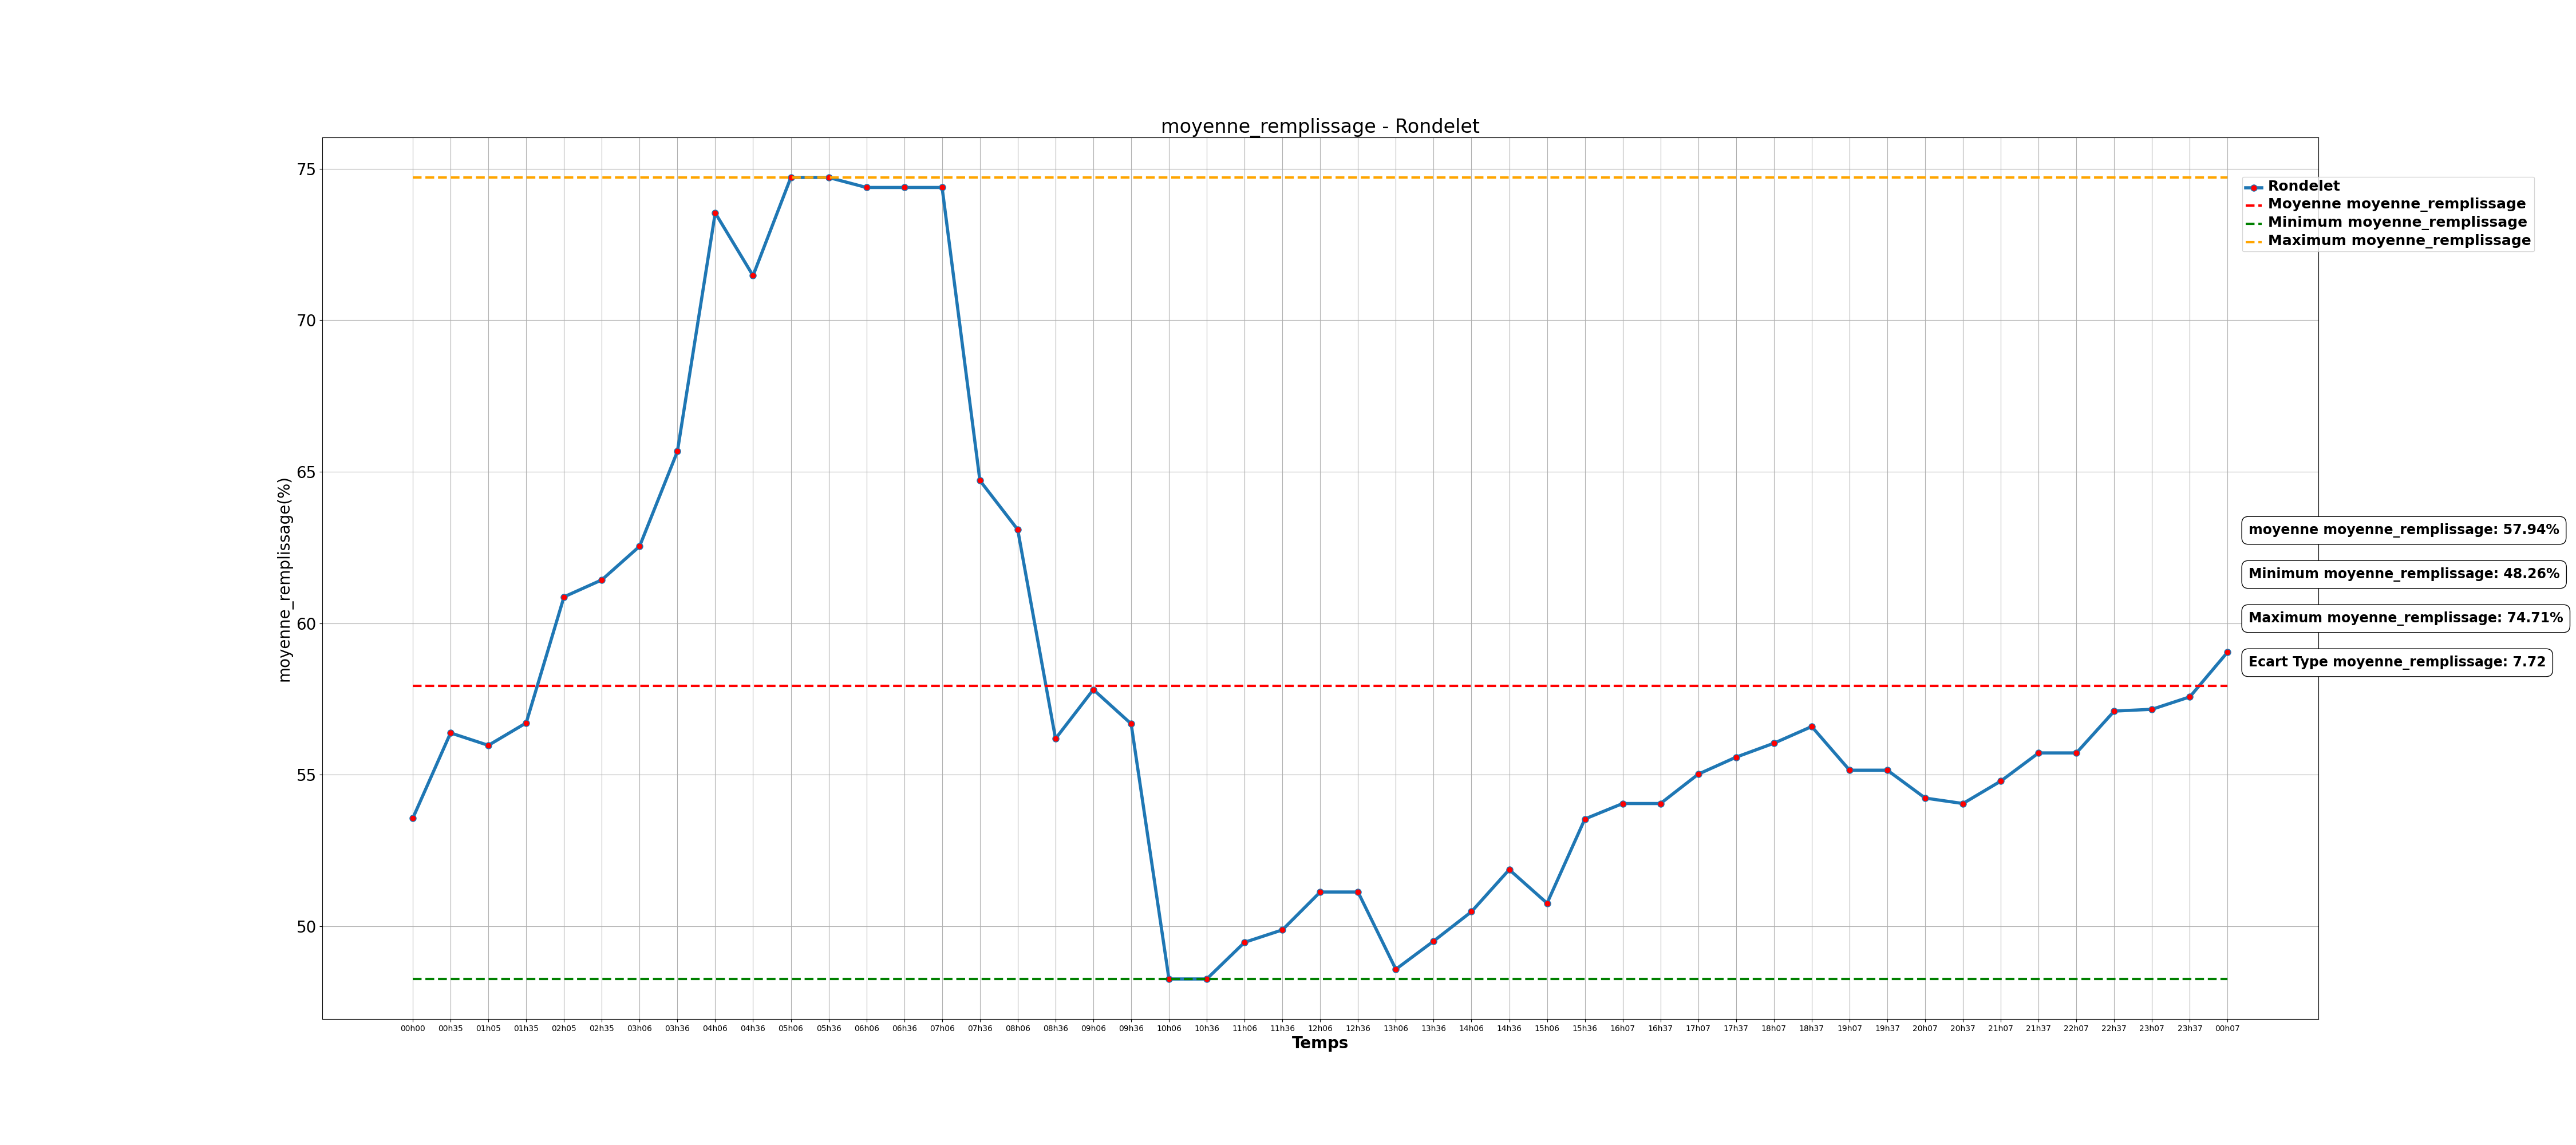 moyenne_remplissage - Rondelet
moyenne_remplissage(%)
75
70
65
60
55
50
Rondelet
Moyenne moyenne_remplissage
Minimum moyenne_remplissage
Maximum moyenne_remplissage
moyenne moyenne_remplissage: 57.94%
Minimum moyenne_remplissage: 48.26%
Maximum moyenne_remplissage: 74.71%
Ecart Type moyenne_remplissage: 7.72
00h00 00h35 01h05 01h35 02h05 02h35 03h06 03h36 04h06 04h36 05h06 05h36 06h06 06h36 07h06 07h36 08h06 08h36 09h06 09h36 10h06 10h36 11h06 11h36 12h06 12h36 13h06 13h36 14h06 14h36 15h06 15h36 16h07 16h37 17h07 17h37 18h07 18h37 19h07 19h37 20h07 20h37 21h07 21h37 22h07 22h37 23h07 23h37 00h07
Temps